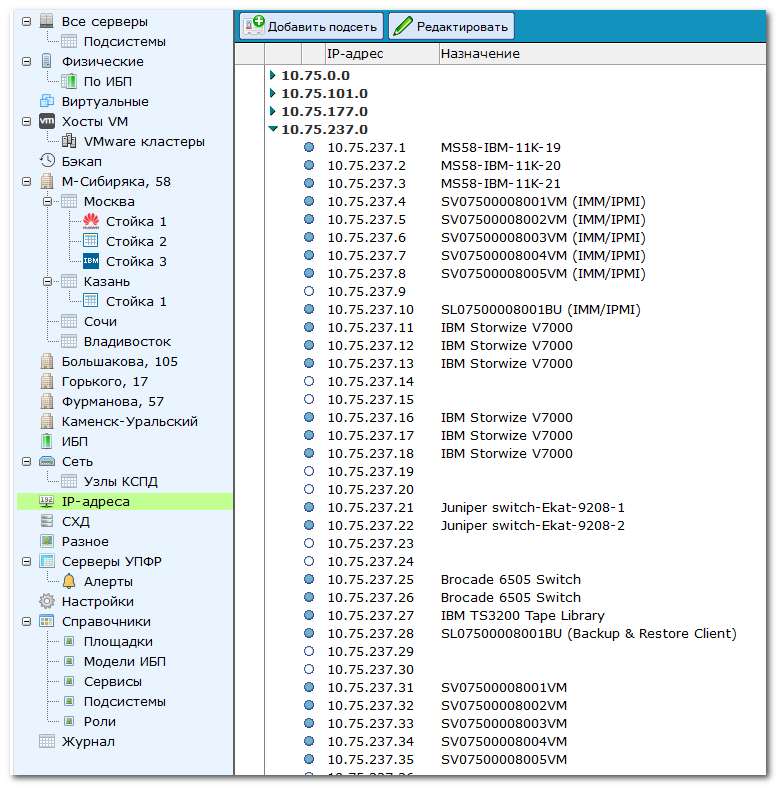 Все серверы
Подсистемы
Физические
По ИБП
Виртуальные
Хосты VM
VMware кластеры
Бэкап
М-Сибиряка, 58
Москва
Стойка 1
Стойка 2
IBM Стойка 3
Казань
Стойка 1
Сочи
Владивосток
Большакова, 105
Горького, 17
Фурманова, 57
Каменск-Уральский
ИБП
Сеть
Узлы КСПД
192 IP-адреса
СХД
Разное
Серверы УПФР
Алерты
Настройки
Справочники
Площадки
Модели ИБП
Сервисы
Подсистемы
Роли
Журнал
Добавить подсеть Редактировать
IP-адрес Назначение
10.75.0.0
10.75.101.0
10.75.177.0
10.75.237.0
10.75.237.1 MS58-IBM-11K-19
10.75.237.2 MS58-IBM-11K-20
10.75.237.3 MS58-IBM-11K-21
10.75.237.4 SV07500008001VM (IMM/IPMI)
10.75.237.5 SV07500008002VM (IMM/IPMI)
10.75.237.6 SV07500008003VM (IMM/IPMI)
10.75.237.7 SV07500008004VM (IMM/IPMI)
10.75.237.8 SV07500008005VM (IMM/IPMI)
10.75.237.9
10.75.237.10 SL07500008001BU (IMM/IPMI)
10.75.237.11 IBM Storwize V7000
10.75.237.12 IBM Storwize V7000
10.75.237.13 IBM Storwize V7000
10.75.237.14
10.75.237.15
10.75.237.16 IBM Storwize V7000
10.75.237.17 IBM Storwize V7000
10.75.237.18 IBM Storwize V7000
10.75.237.19
10.75.237.20
10.75.237.21 Juniper switch-Ekat-9208-1
10.75.237.22 Juniper switch-Ekat-9208-2
10.75.237.23
10.75.237.24
10.75.237.25 Brocade 6505 Switch
10.75.237.26 Brocade 6505 Switch
10.75.237.27 IBM TS3200 Tape Library
10.75.237.28 SL07500008001BU (Backup & Restore Client)
10.75.237.29
10.75.237.30
10.75.237.31 SV07500008001VM
10.75.237.32 SV07500008002VM
10.75.237.33 SV07500008003VM
10.75.237.34 SV07500008004VM
10.75.237.35 SV07500008005VM